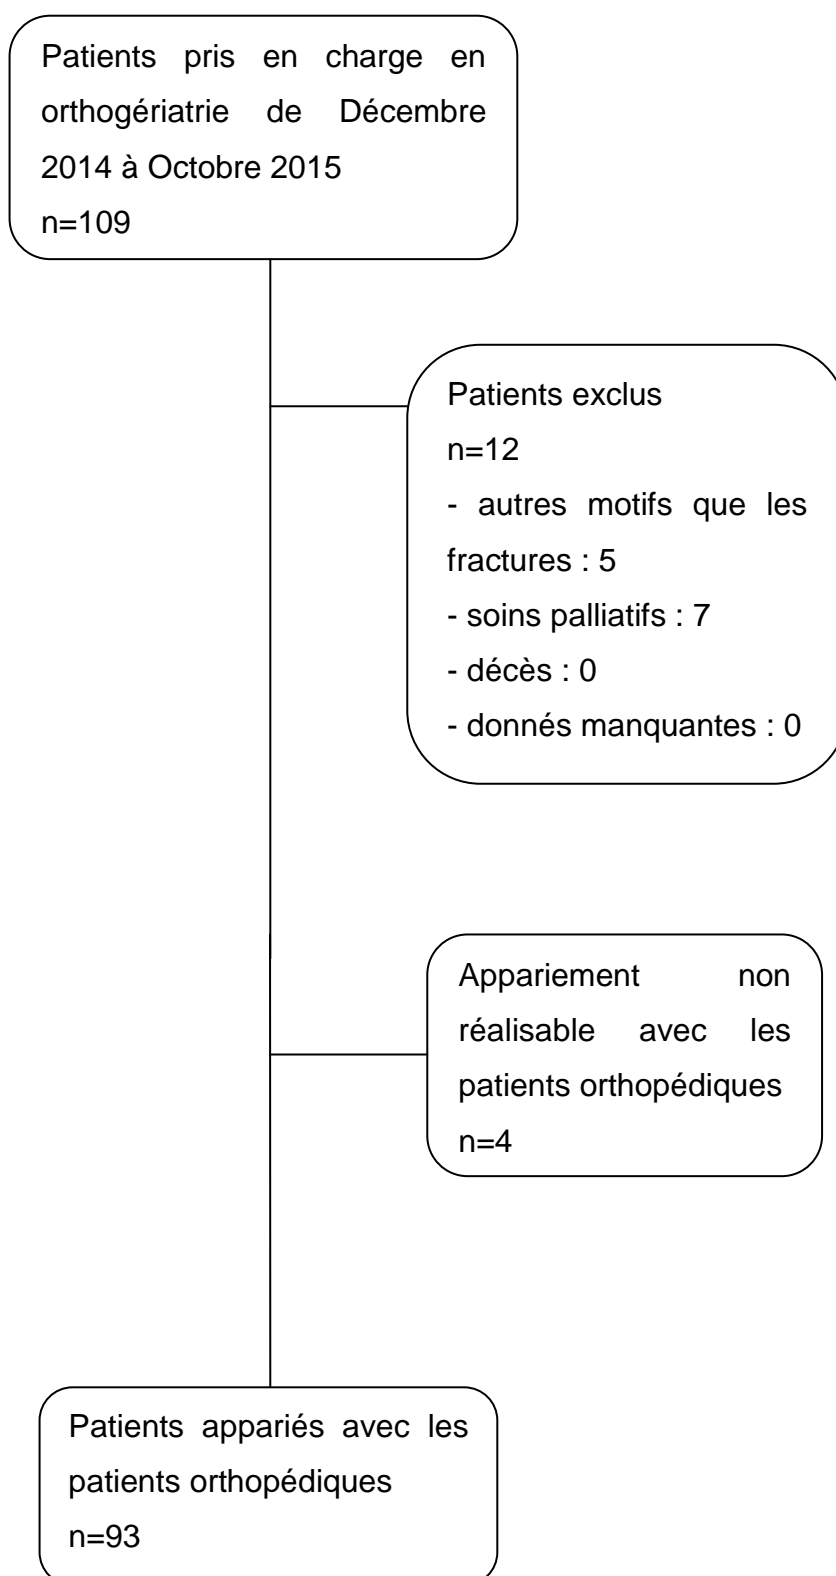 Patients pris en charge en
orthogériatrie de Décembre
2014 à Octobre 2015
n=109
Patients exclus
n=12
- autres motifs que les
fractures : 5
- soins palliatifs : 7
- décès : 0
- donnés manquantes : 0
Appariement non
réalisable avec les
patients orthopédiques
n=4
Patients appariés avec les
patients orthopédiques
n=93